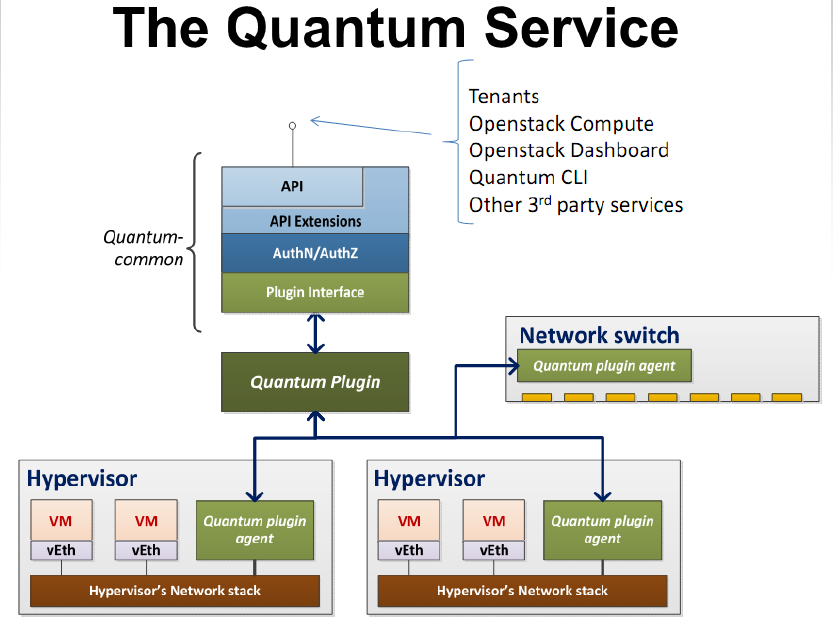 The Quantum Service
Tenants
Openstack Compute
Openstack Dashboard
Quantum CLI
Other 3rd party services
API
API Extensions
Quantum-
common
AuthN/AuthZ
Plugin Interface
Network switch
Quantum plugin agent
Quantum Plugin
Hypervisor
VM
VM
Quantum plugin
agent
vEth
vEth
Hypervisor's Network stack
Hypervisor
VM
VM
Quantum plugin
agent
vEth
vEth
Hypervisor's Network stack